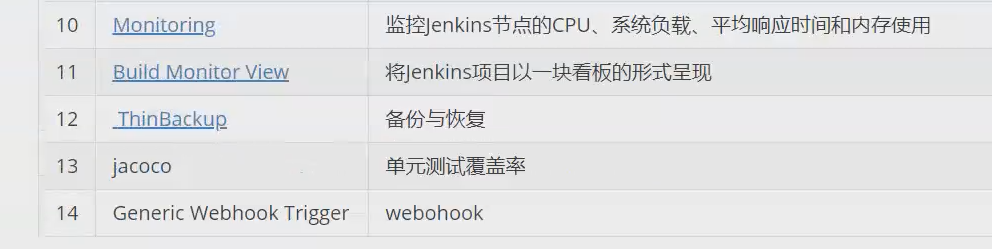 10 Monitoring 监控Jenkins节点的CPU、系统负载、平均响应时间和内存使用
11 Build Monitor View 将Jenkins项目以一块看板的形式呈现
12 ThinBackup 备份与恢复
13 jacoco 单元测试覆盖率
14 Generic Webhook Trigger webohook